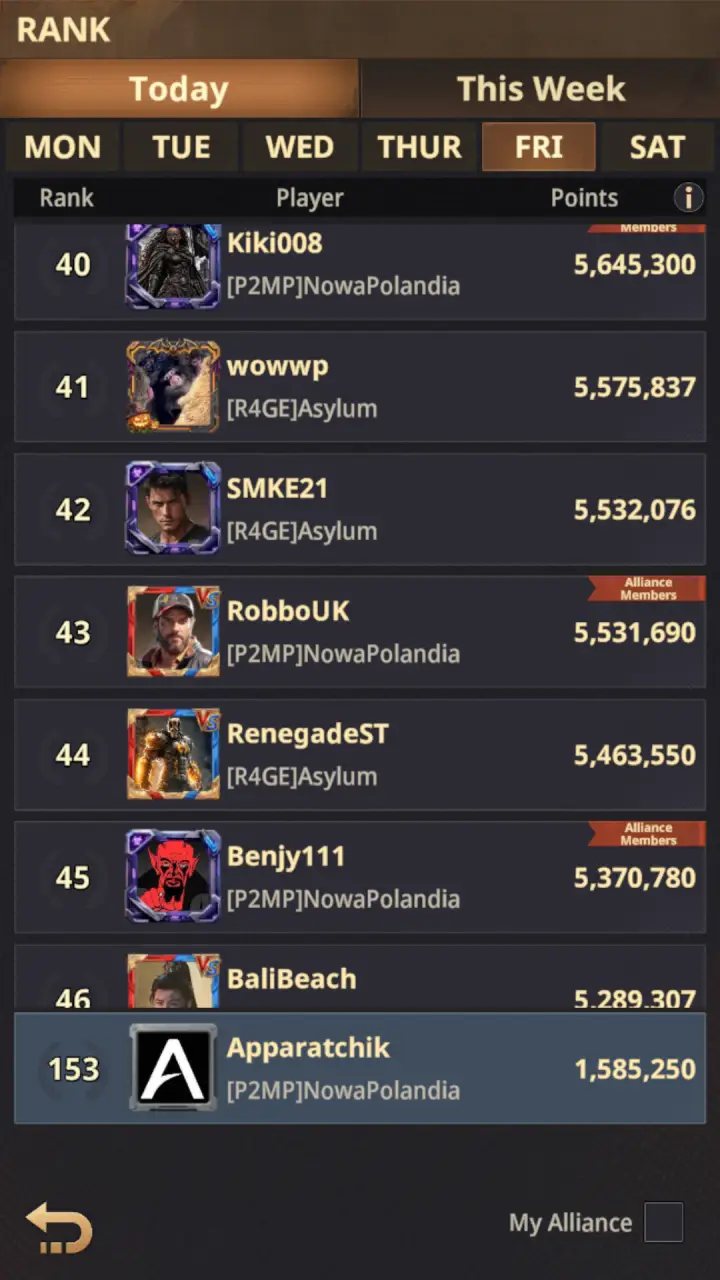 RANK
Today
This Week
MON TUE WED THUR FRI SAT
Rank Player Points
Members
40 Kiki008 5,645,300
[P2MP]NowaPolandia
41 wowwp 5,575,837
[R4GE]Asylum
42 SMKE21 5,532,076
[R4GE]Asylum
Alliance
Members
43 RobboUK 5,531,690
[P2MP]NowaPolandia
44 RenegadeST 5,463,550
[R4GE]Asylum
Alliance
Members
45 Benjy111 5,370,780
[P2MP]NowaPolandia
46 BaliBeach 5,289,307
153 Apparatchik 1,585,250
[P2MP]NowaPolandia
My Alliance